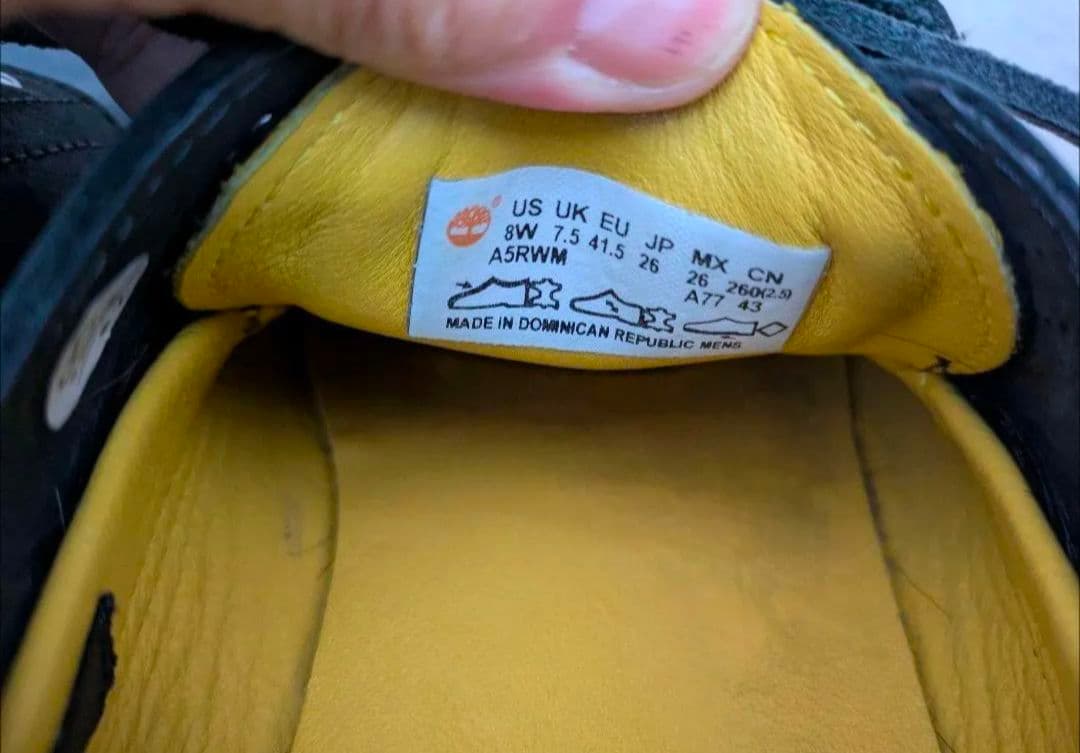 US UK EU JP MX CN
8W 7.5 41.5 26 26 260(2.5)
A5RWM A77 43
MADE IN DOMINICAN REPUBLIC MENS